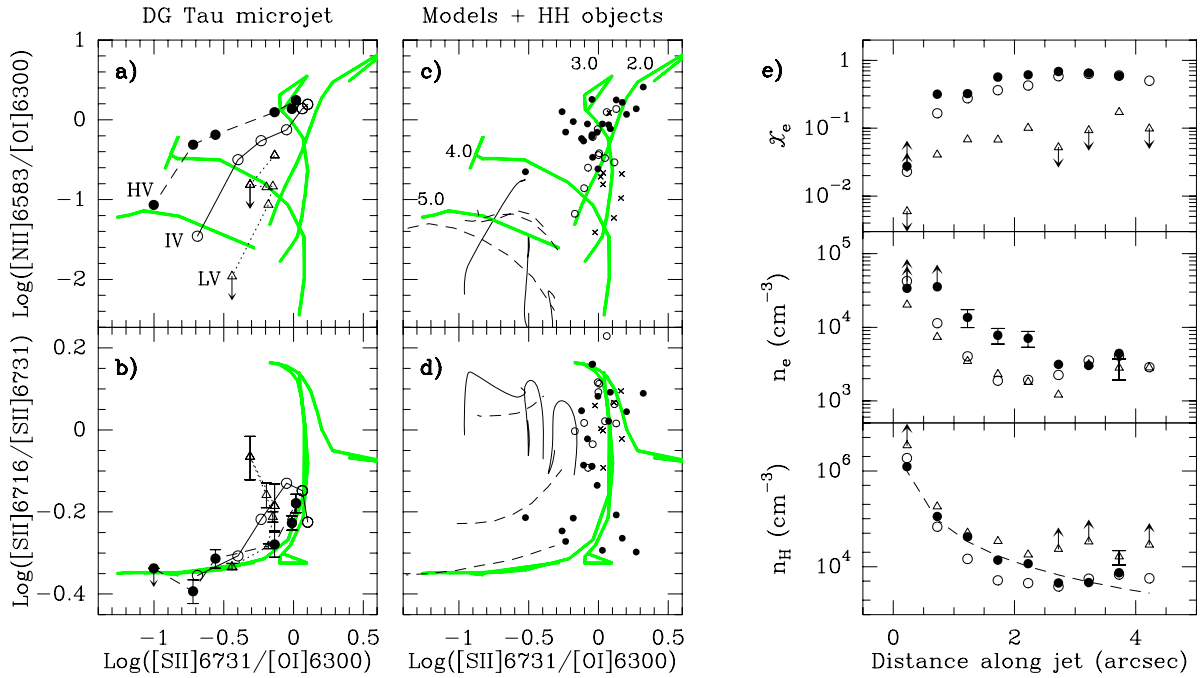 DG Tau microjet
Models + HH objects
Log([NII]6583/[OI]6300)
1
0
−1
−2
a)
HV
IV
LV
c)
3.0
2.0
4.0
5.0
Log([SII]6716/[SII]6731)
0.2
0
−0.2
−0.4
b)
d)
−1
−0.5
0
0.5
−1
−0.5
0
0.5
Log([SII]6731/[OI]6300)
Log([SII]6731/[OI]6300)
e)
χe
1
10−1
10−2
ne (cm−3)
105
104
103
nH (cm−3)
106
104
0
2
4
Distance along jet (arcsec)